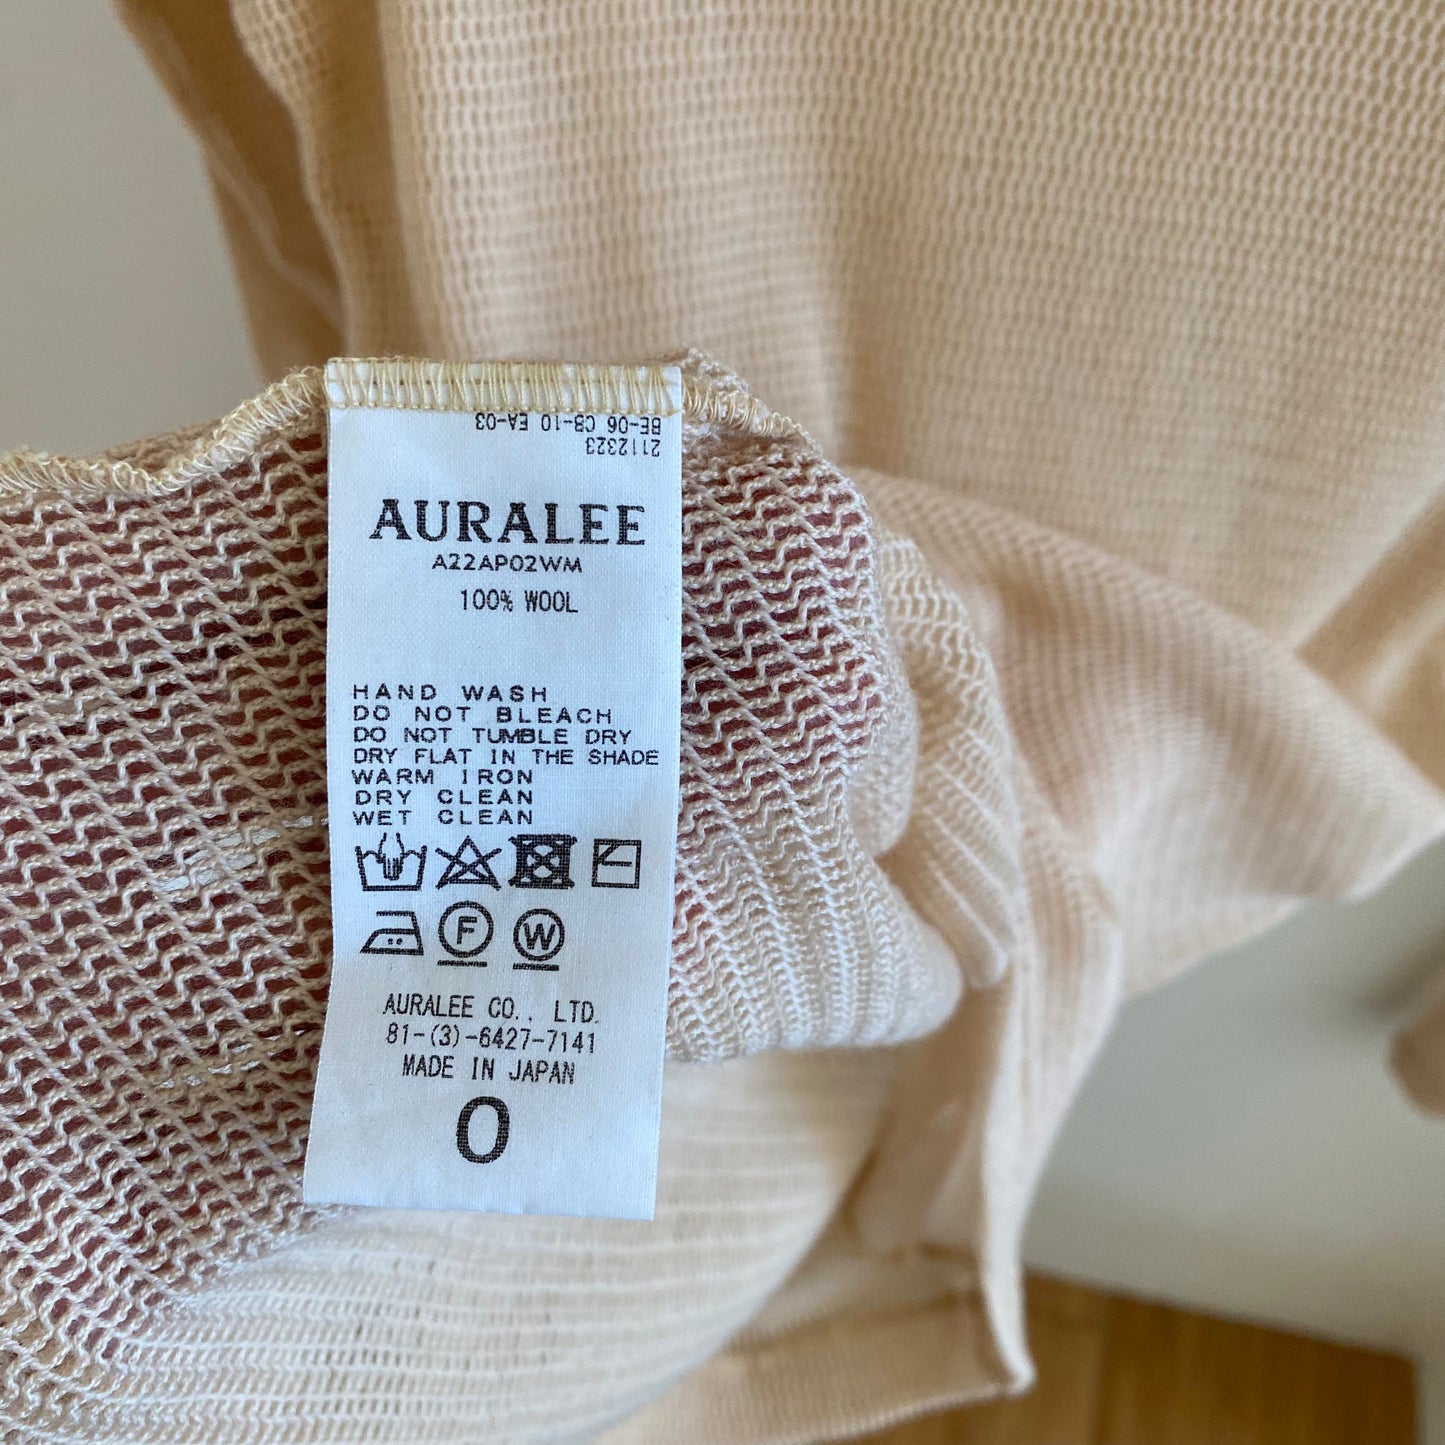 BE-06 CB-10 EA-03
2112323
AURALEE
A22AP02WM
100% WOOL
HAND WASH
DO NOT BLEACH
DO NOT TUMBLE DRY
DRY FLAT IN THE SHADE
WARM IRON
DRY CLEAN
WET CLEAN
F W
AURALEE CO., LTD.
81-(3)-6427-7141
MADE IN JAPAN
0